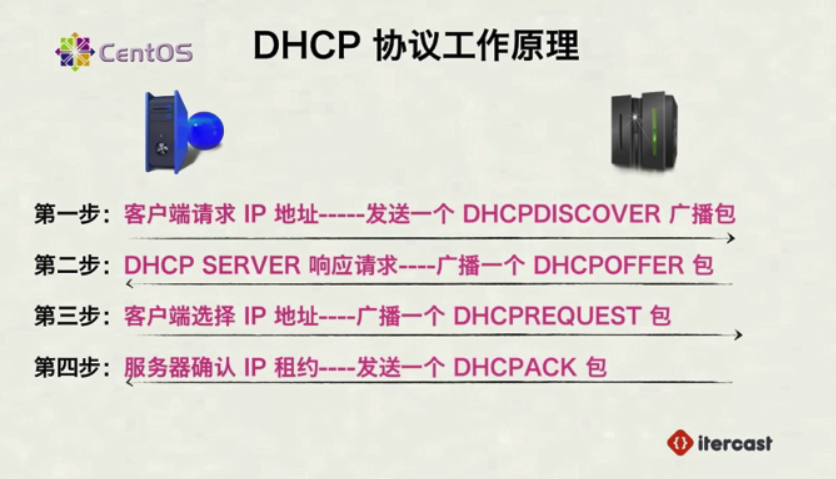 CentOS
DHCP 协议工作原理
第一步：客户端请求 IP 地址-----发送一个 DHCPDISCOVER 广播包
第二步：DHCP SERVER 响应请求----广播一个 DHCPOFFER 包
第三步：客户端选择 IP 地址----广播一个 DHCPREQUEST 包
第四步：服务器确认 IP 租约----发送一个 DHCPACK 包
itercast